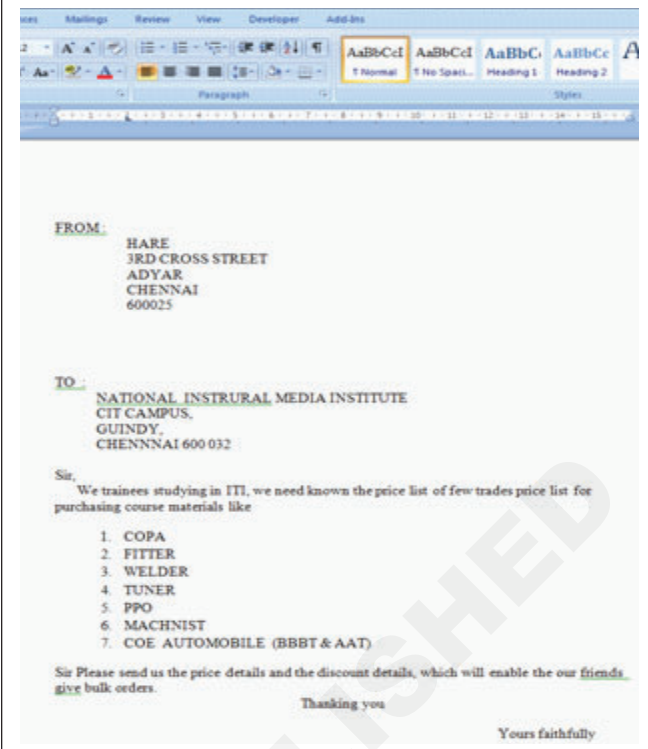 Mailings Review View Developer Add-Ins
AaBbCcI AaBbCcI AaBbC AaBbCc A
¶ Normal ¶ No Spaci... Heading 1 Heading 2
Paragraph Styles
FROM :
HARE
3RD CROSS STREET
ADYAR
CHENNAI
600025
TO :
NATIONAL INSTRURAL MEDIA INSTITUTE
CIT CAMPUS,
GUINDY,
CHENNNAI 600 032
Sir,
We trainees studying in ITI, we need known the price list of few trades price list for
purchasing course materials like
1. COPA
2. FITTER
3. WELDER
4. TUNER
5. PPO
6. MACHNIST
7. COE AUTOMOBILE (BBBT & AAT)
Sir Please send us the price details and the discount details, which will enable the our friends
give bulk orders.
Thanking you
Yours faithfully
LISHED